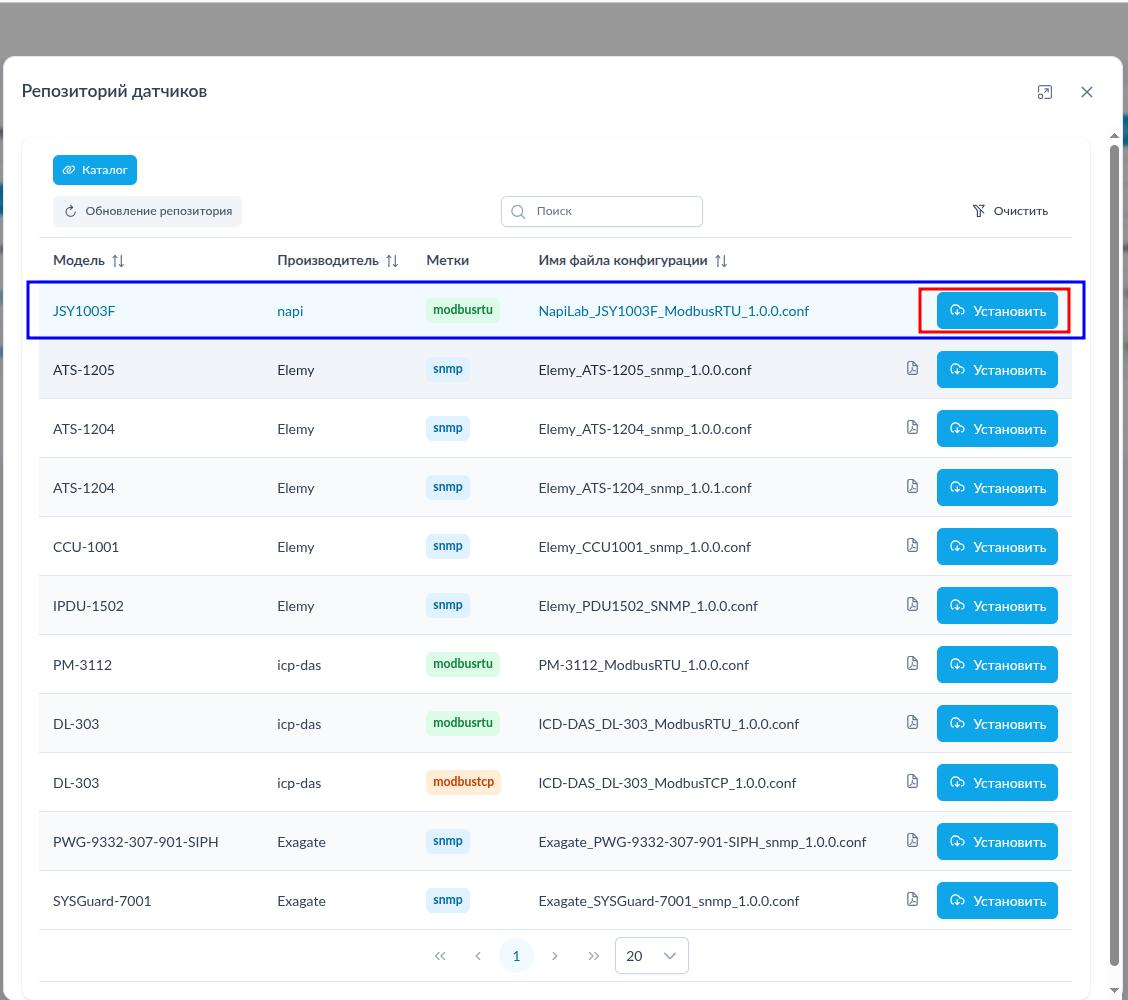 Репозиторий датчиков
Каталог
Обновление репозитория Поиск Очистить
Модель Производитель Метки Имя файла конфигурации
JSY1003F napi modbusrtu NapiLab_JSY1003F_ModbusRTU_1.0.0.conf Установить
ATS-1205 Elemy snmp Elemy_ATS-1205_snmp_1.0.0.conf Установить
ATS-1204 Elemy snmp Elemy_ATS-1204_snmp_1.0.0.conf Установить
ATS-1204 Elemy snmp Elemy_ATS-1204_snmp_1.0.1.conf Установить
CCU-1001 Elemy snmp Elemy_CCU1001_snmp_1.0.0.conf Установить
IPDU-1502 Elemy snmp Elemy_PDU1502_SNMP_1.0.0.conf Установить
PM-3112 icp-das modbusrtu PM-3112_ModbusRTU_1.0.0.conf Установить
DL-303 icp-das modbusrtu ICD-DAS_DL-303_ModbusRTU_1.0.0.conf Установить
DL-303 icp-das modbustcp ICD-DAS_DL-303_ModbusTCP_1.0.0.conf Установить
PWG-9332-307-901-SIPH Exagate snmp Exagate_PWG-9332-307-901-SIPH_snmp_1.0.0.conf Установить
SYSGuard-7001 Exagate snmp Exagate_SYSGuard-7001_snmp_1.0.0.conf Установить
1 20